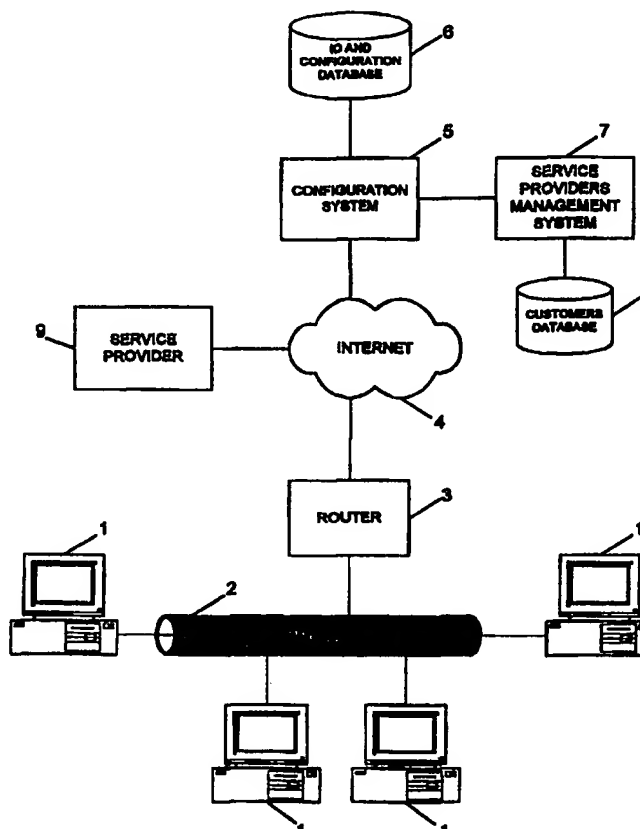 6
IO AND
CONFIGURATION
DATABASE
5
7
CONFIGURATION
SYSTEM
SERVICE
PROVIDERS
MANAGEMENT
SYSTEM
CUSTOMERS
DATABASE
9
SERVICE
PROVIDER
INTERNET
4
ROUTER
3
1
2
1
1
1